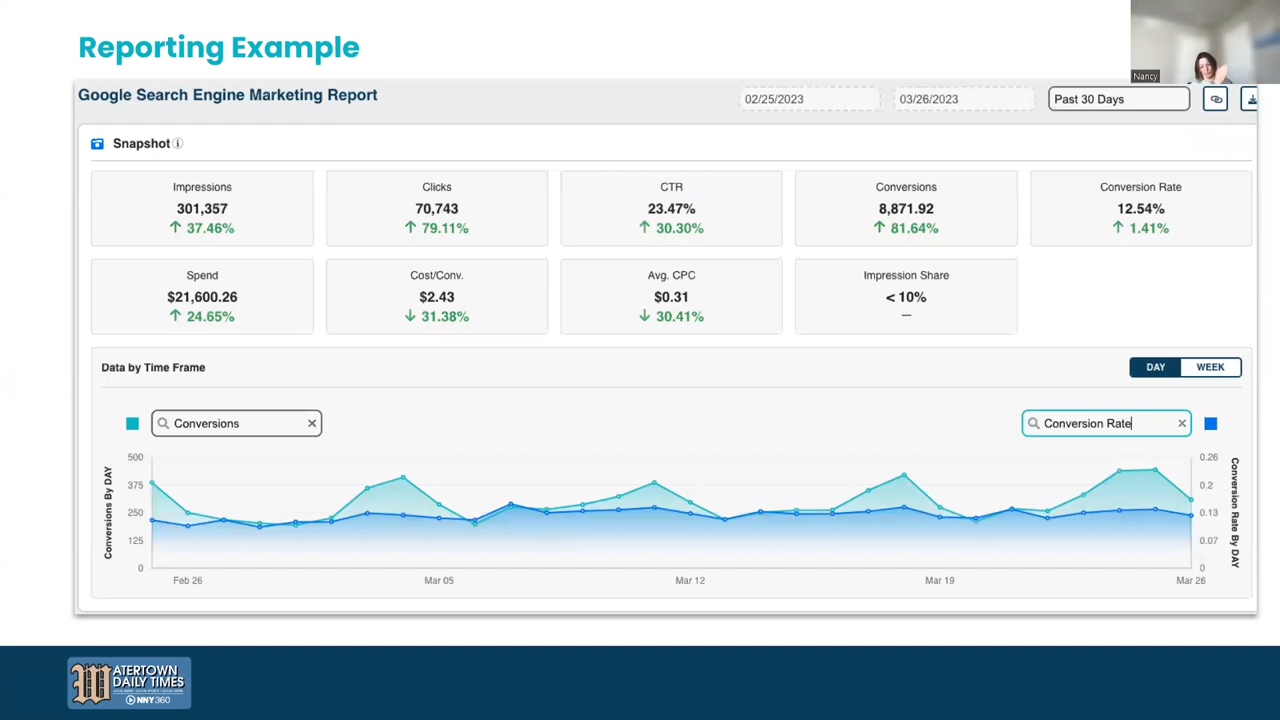 Reporting Example
Nancy
Google Search Engine Marketing Report
02/25/2023
03/26/2023
Past 30 Days
Snapshot
Impressions
301,357
↑ 37.46%
Clicks
70,743
↑ 79.11%
CTR
23.47%
↑ 30.30%
Conversions
8,871.92
↑ 81.64%
Conversion Rate
12.54%
↑ 1.41%
Spend
$21,600.26
↑ 24.65%
Cost/Conv.
$2.43
↓ 31.38%
Avg. CPC
$0.31
↓ 30.41%
Impression Share
< 10%
—
Data by Time Frame
DAY
WEEK
Conversions
Conversion Rate
Conversions By DAY
500
375
250
125
0
0.26
0.2
0.13
0.07
0
Conversion Rate By DAY
Feb 26
Mar 05
Mar 12
Mar 19
Mar 26
WATERTOWN
DAILY TIMES
NNY360